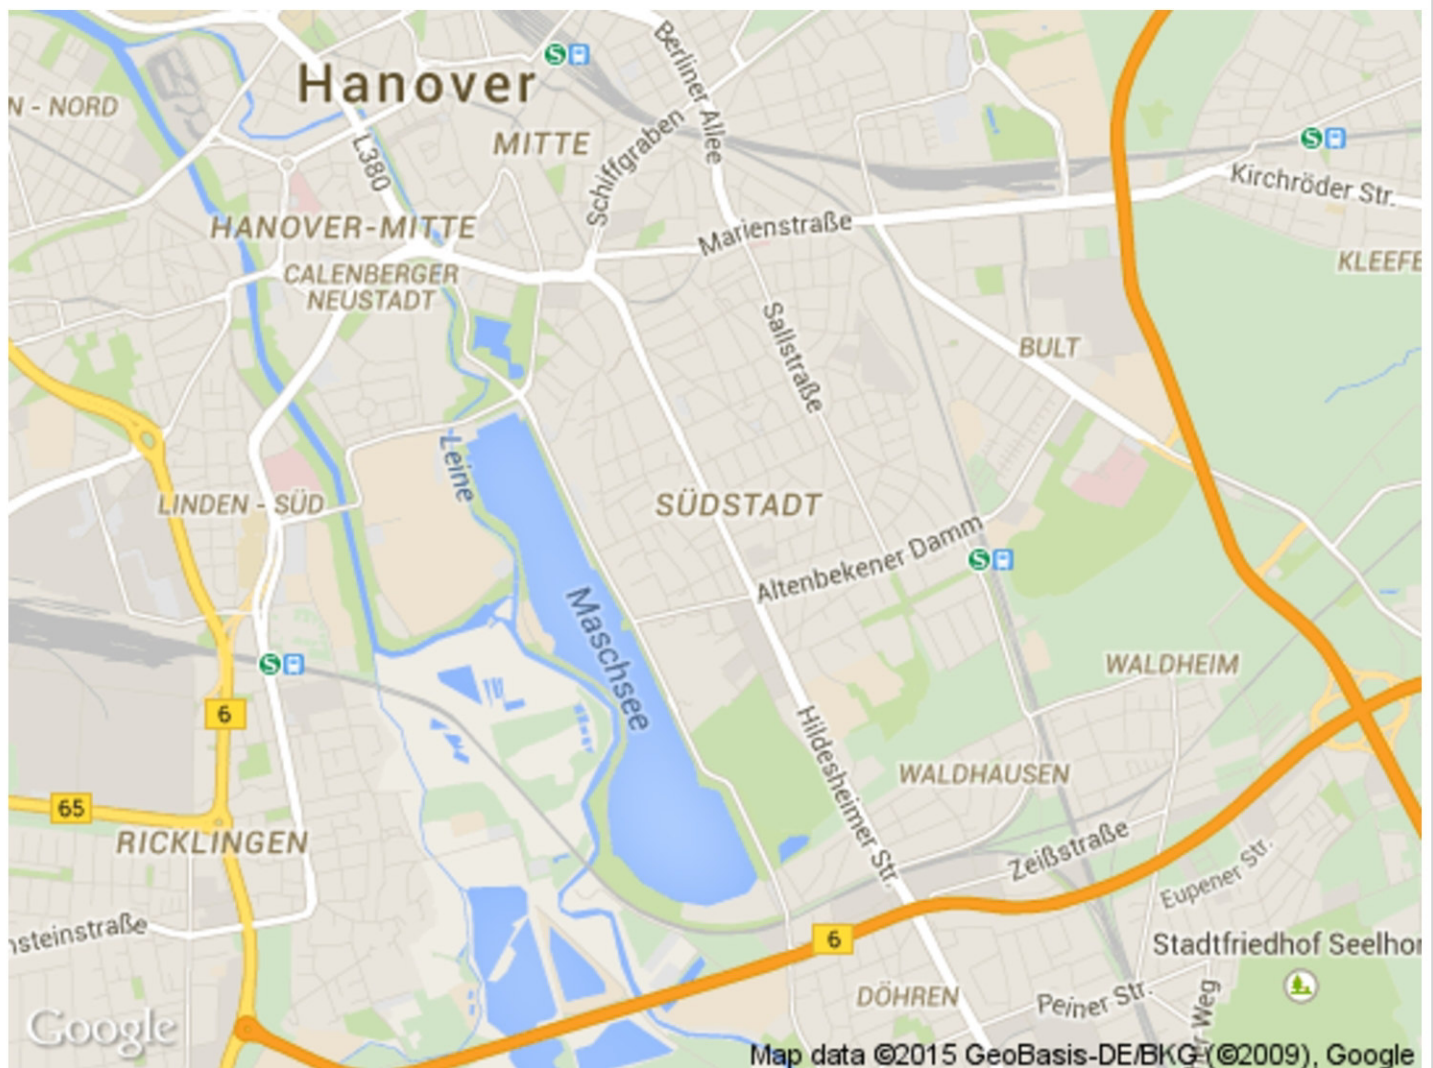 Hanover
N - NORD
Berliner Allee
MITTE
L380
Schiffgraben
Kirchröder Str.
HANOVER-MITTE
Marienstraße
KLEEFE
CALENBERGER
NEUSTADT
Sallstraße
BULT
Leine
LINDEN - SÜD
SÜDSTADT
Altenbekener Damm
Maschsee
WALDHEIM
6
Hildesheimer Str.
WALDHAUSEN
65
RICKLINGEN
Zeißstraße
Eupener Str.
nsteinstraße
6
Stadtfriedhof Seelhor
DÖHREN
Peiner Str.
Weg
Google
Map data ©2015 GeoBasis-DE/BKG (©2009), Google
S
S
S
S